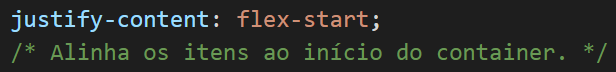 justify-content: flex-start;
/* Alinha os itens ao início do container. */